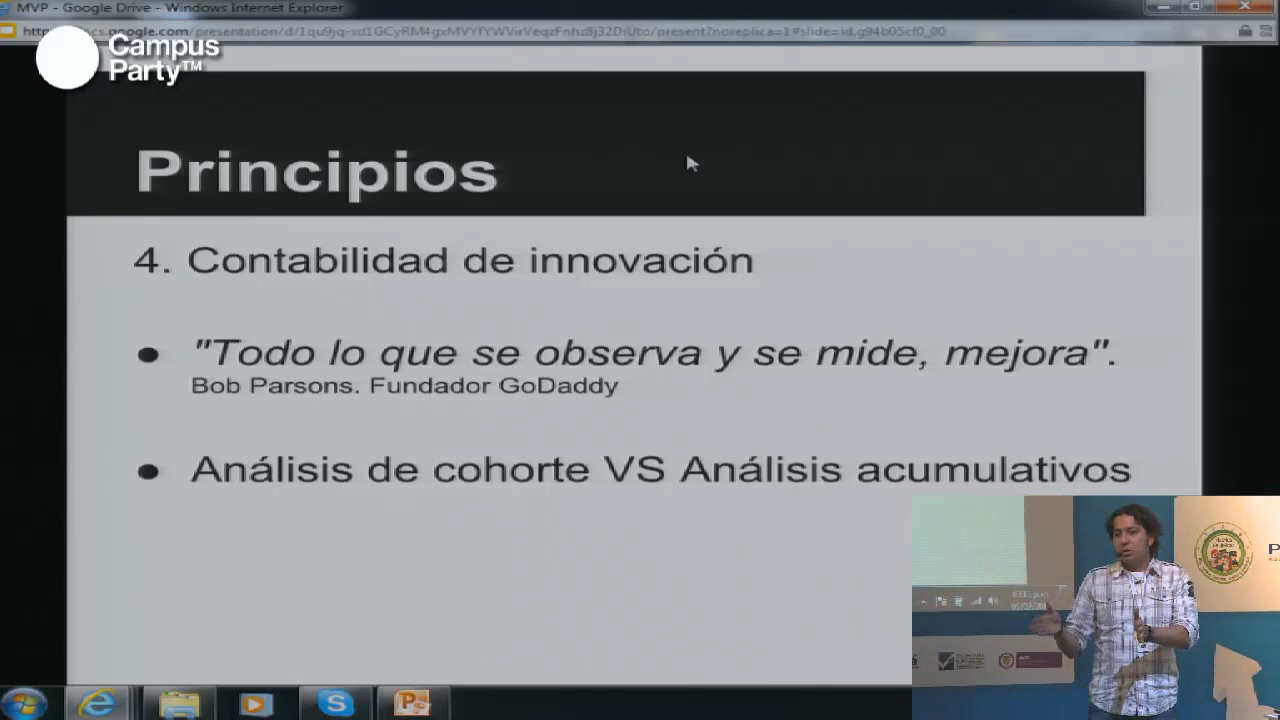 MVP - Google Drive - Windows Internet Explorer
Campus
Party™
Principios
4. Contabilidad de innovación
● "Todo lo que se observa y se mide, mejora".
Bob Parsons. Fundador GoDaddy
● Análisis de cohorte VS Análisis acumulativos